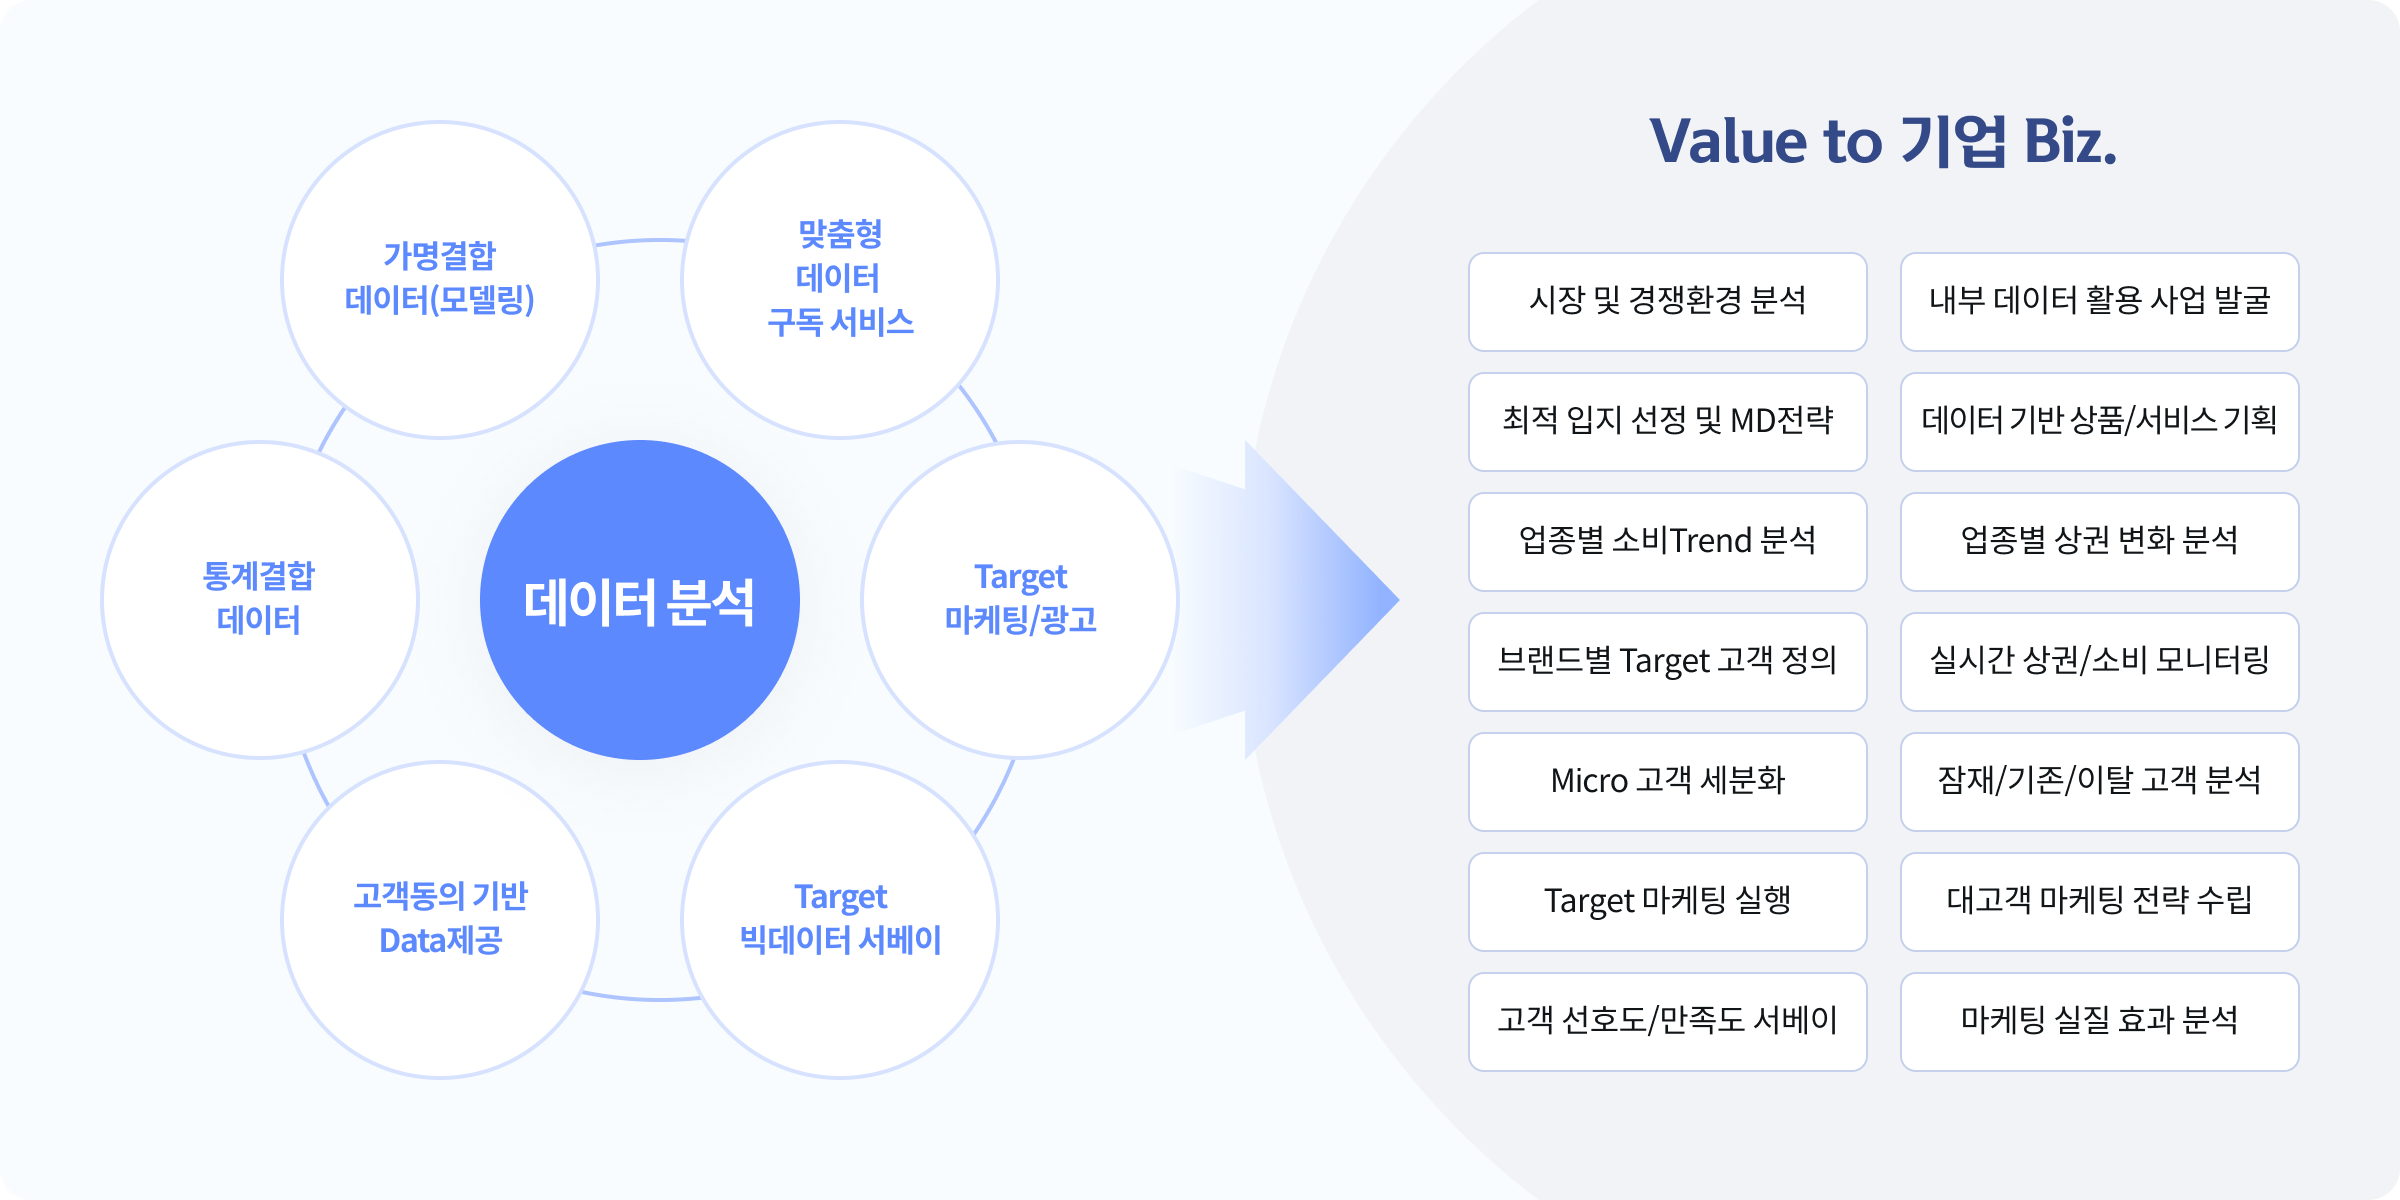 가명결합
데이터(모델링)
맞춤형
데이터
구독 서비스
통계결합
데이터
데이터 분석
Target
마케팅/광고
고객동의 기반
Data제공
Target
빅데이터 서베이
Value to 기업 Biz.
시장 및 경쟁환경 분석
내부 데이터 활용 사업 발굴
최적 입지 선정 및 MD전략
데이터 기반 상품/서비스 기획
업종별 소비Trend 분석
업종별 상권 변화 분석
브랜드별 Target 고객 정의
실시간 상권/소비 모니터링
Micro 고객 세분화
잠재/기존/이탈 고객 분석
Target 마케팅 실행
대고객 마케팅 전략 수립
고객 선호도/만족도 서베이
마케팅 실질 효과 분석